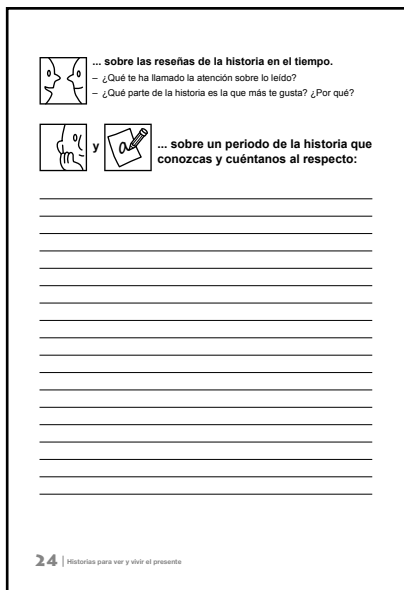 ... sobre las reseñas de la historia en el tiempo.
– ¿Qué te ha llamado la atención sobre lo leído?
– ¿Qué parte de la historia es la que más te gusta? ¿Por qué?
y
a
... sobre un periodo de la historia que
conozcas y cuéntanos al respecto:
24 | Historias para ver y vivir el presente